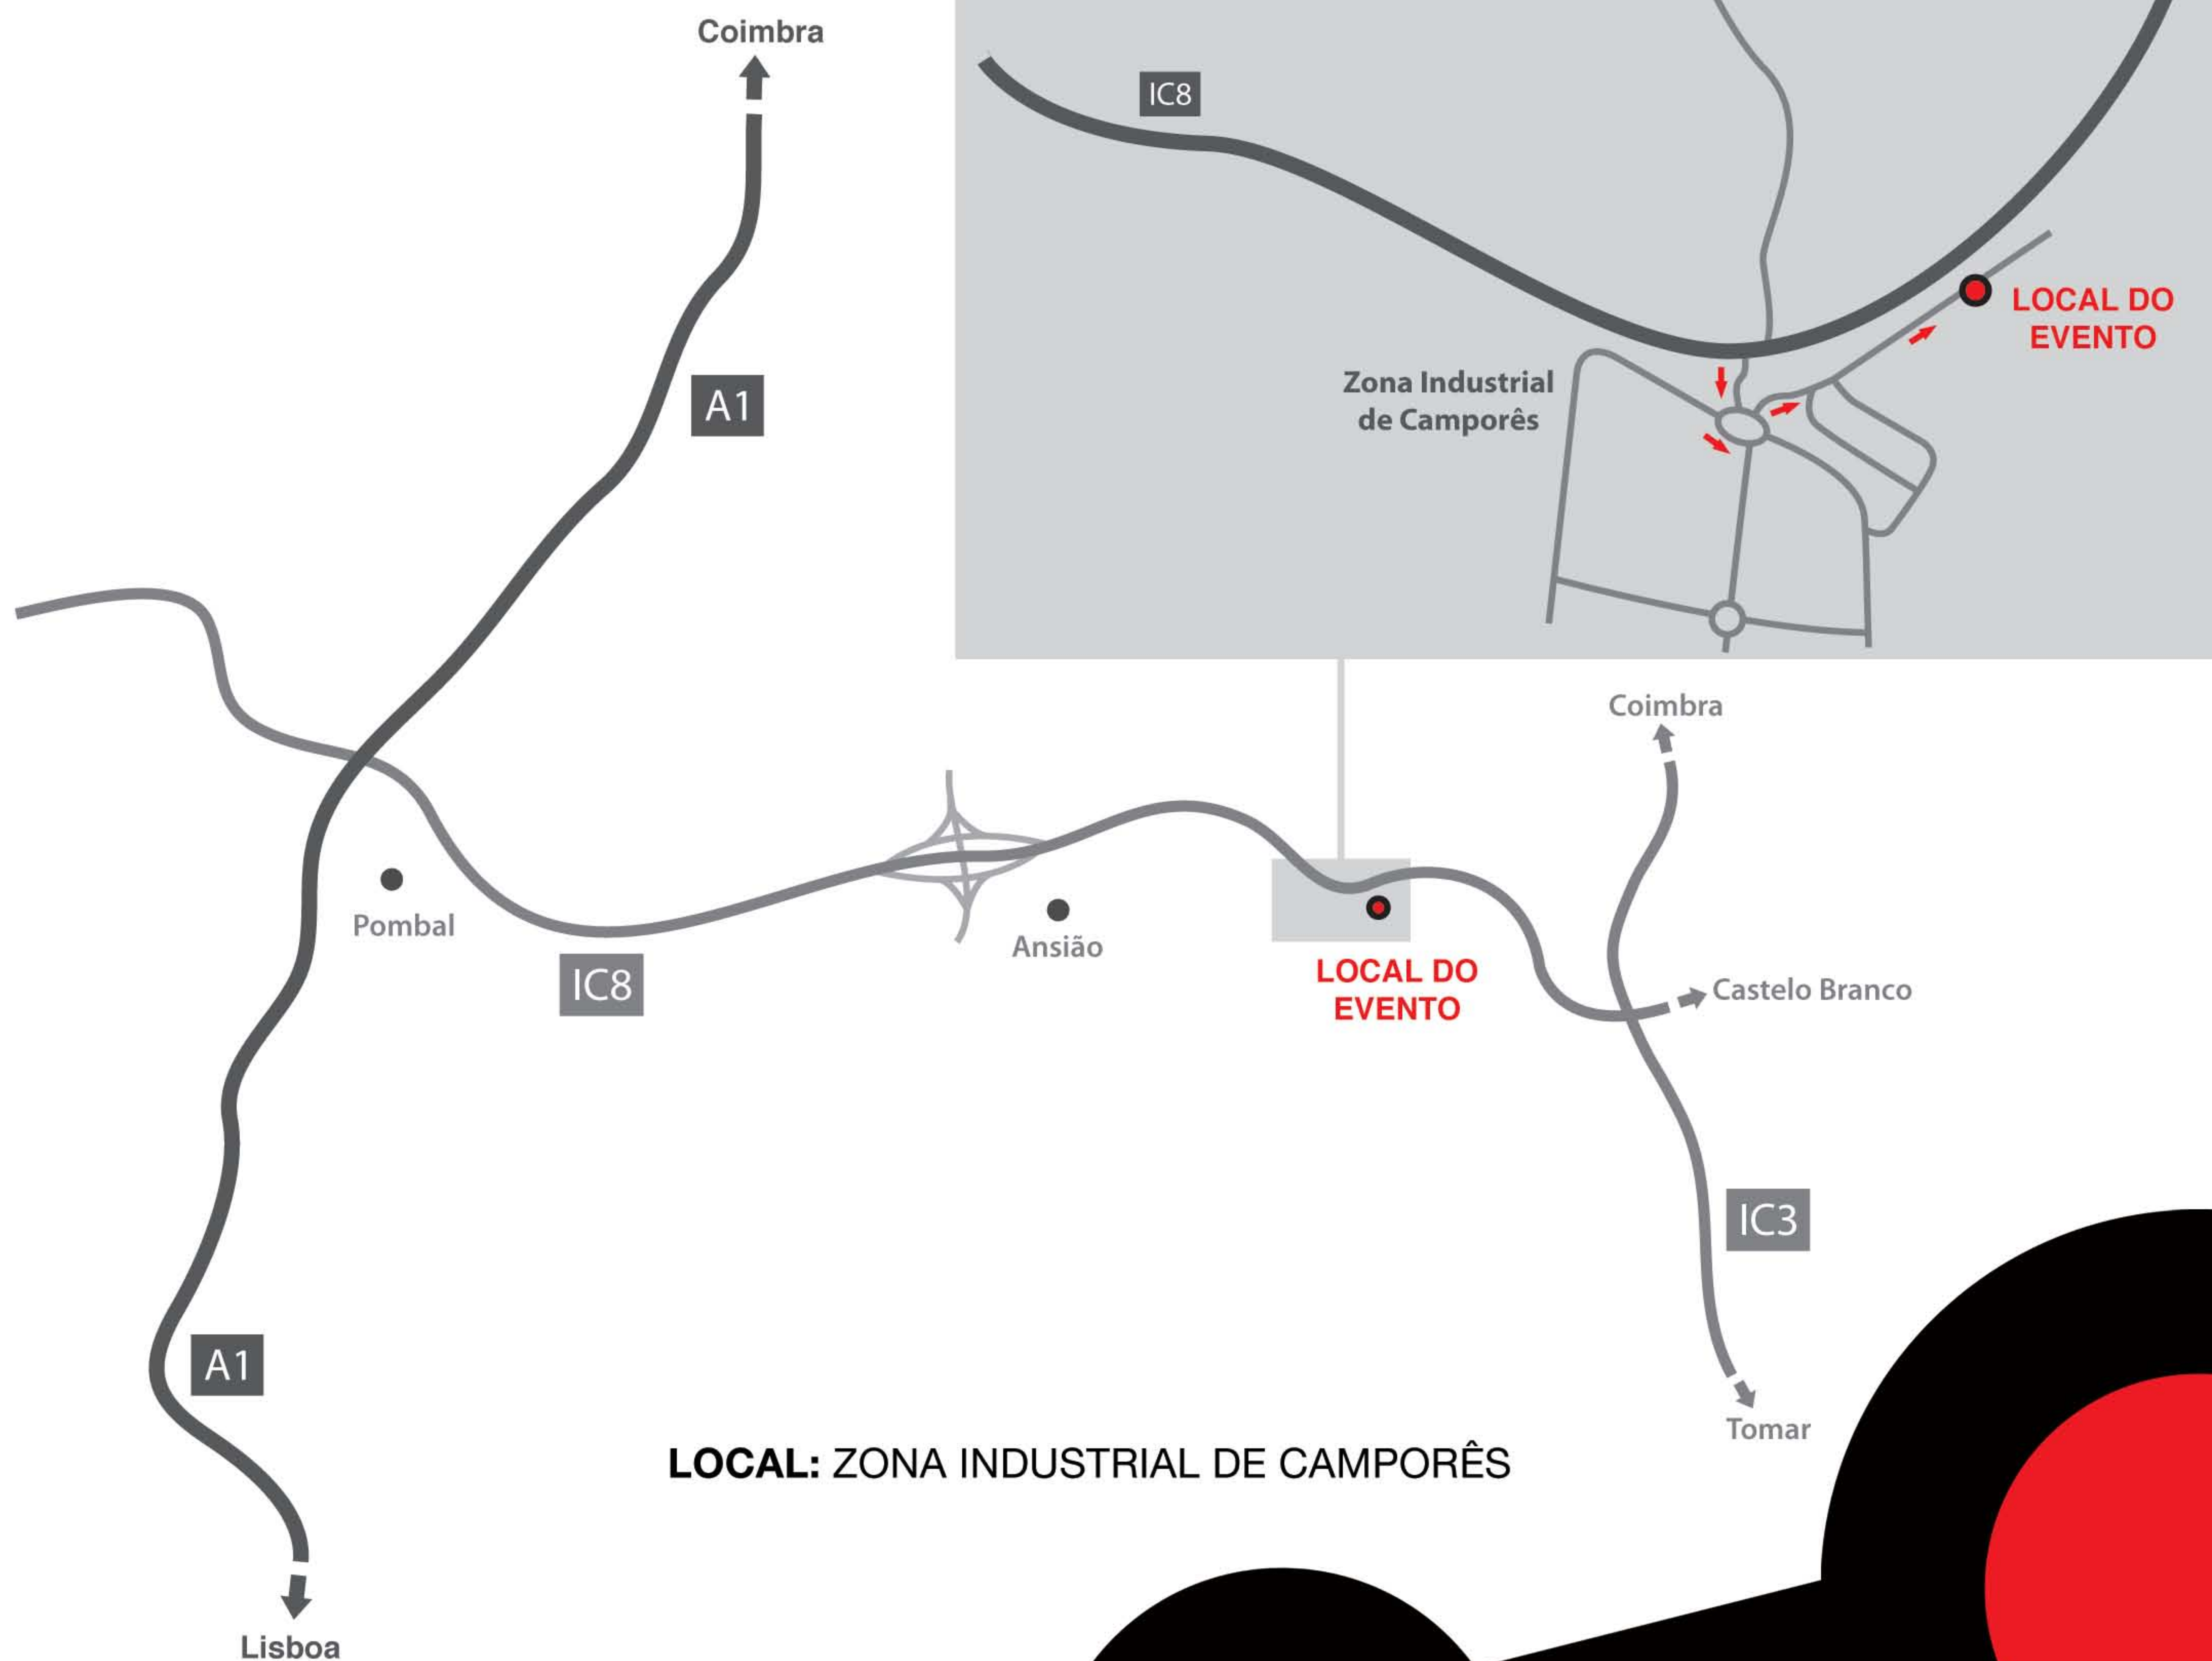 Coimbra
IC8
LOCAL DO
EVENTO
Zona Industrial
de Camporês
A1
Coimbra
Pombal
Ansião
IC8
LOCAL DO
EVENTO
Castelo Branco
IC3
A1
Tomar
LOCAL: ZONA INDUSTRIAL DE CAMPORÊS
Lisboa